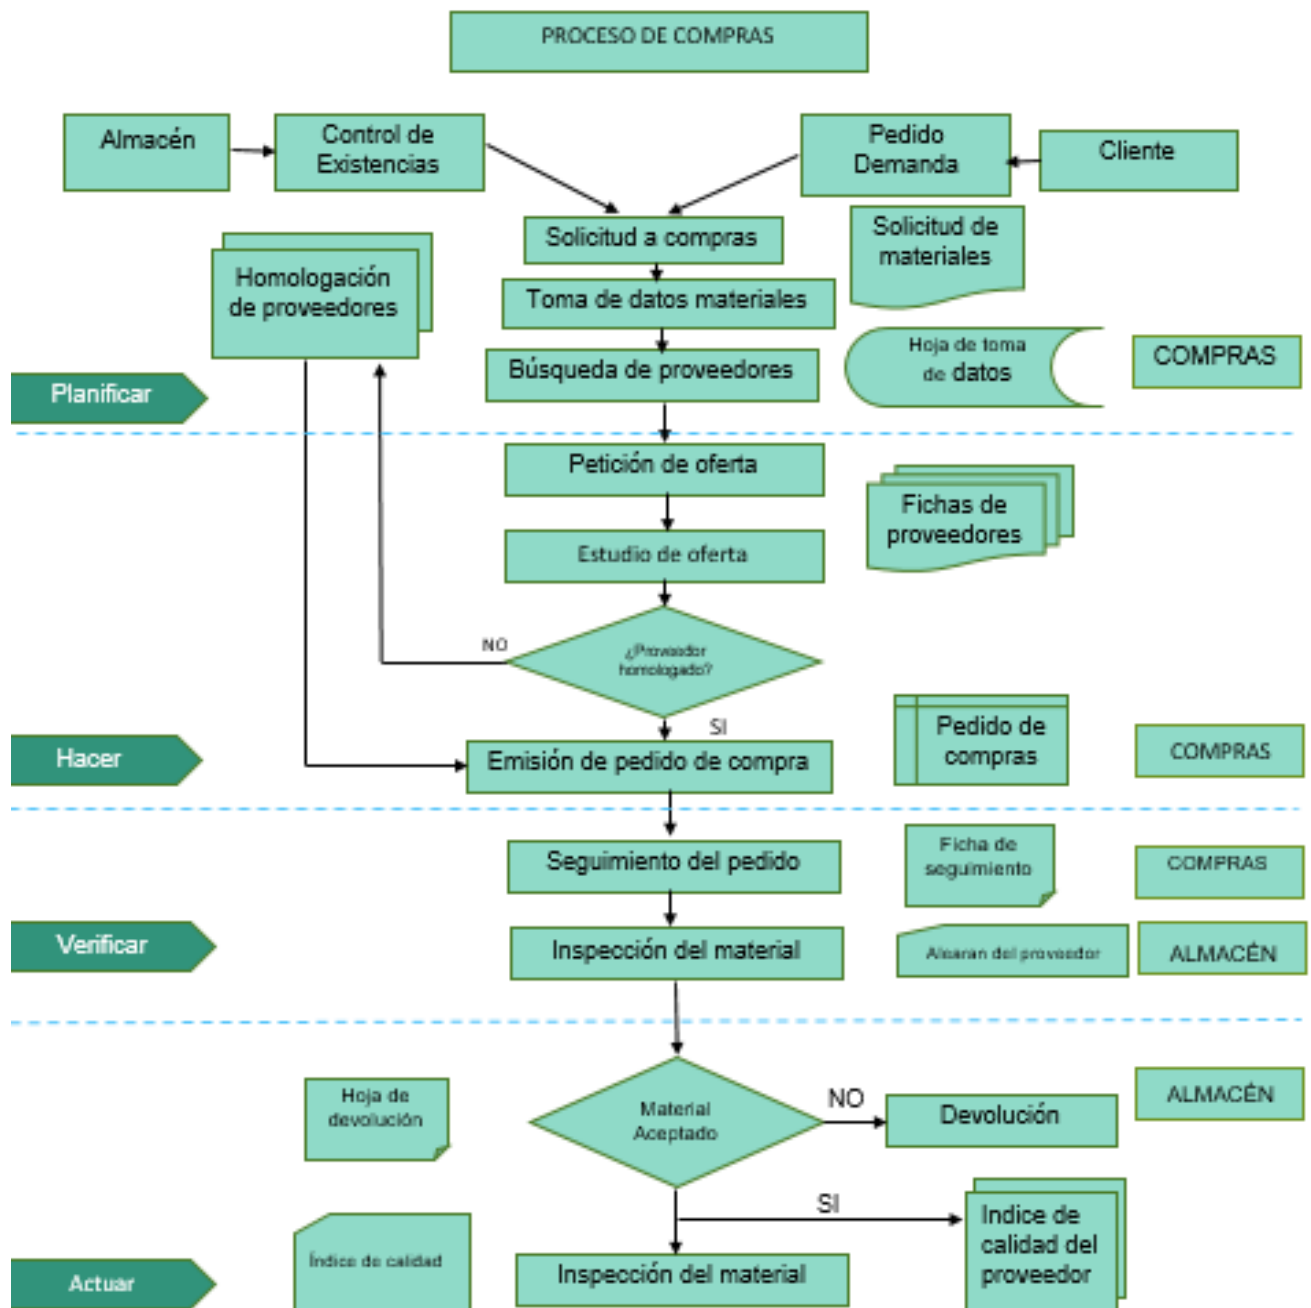 PROCESO DE COMPRAS
Almacén
Control de
Existencias
Pedido
Demanda
Cliente
Solicitud a compras
Solicitud de
materiales
Homologación
de proveedores
Toma de datos materiales
Búsqueda de proveedores
Hoja de toma
de datos
COMPRAS
Planificar
Petición de oferta
Fichas de
proveedores
Estudio de oferta
NO
¿Proveedor
homologado?
SI
Pedido de
compras
COMPRAS
Hacer
Emisión de pedido de compra
Seguimiento del pedido
Ficha de
seguimiento
COMPRAS
Verificar
Inspección del material
del proveedor
ALMACÉN
Hoja de
devolución
Material
Aceptado
NO
Devolución
ALMACÉN
SI
Indice de
calidad del
proveedor
Índice de calidad
Inspección del material
Actuar